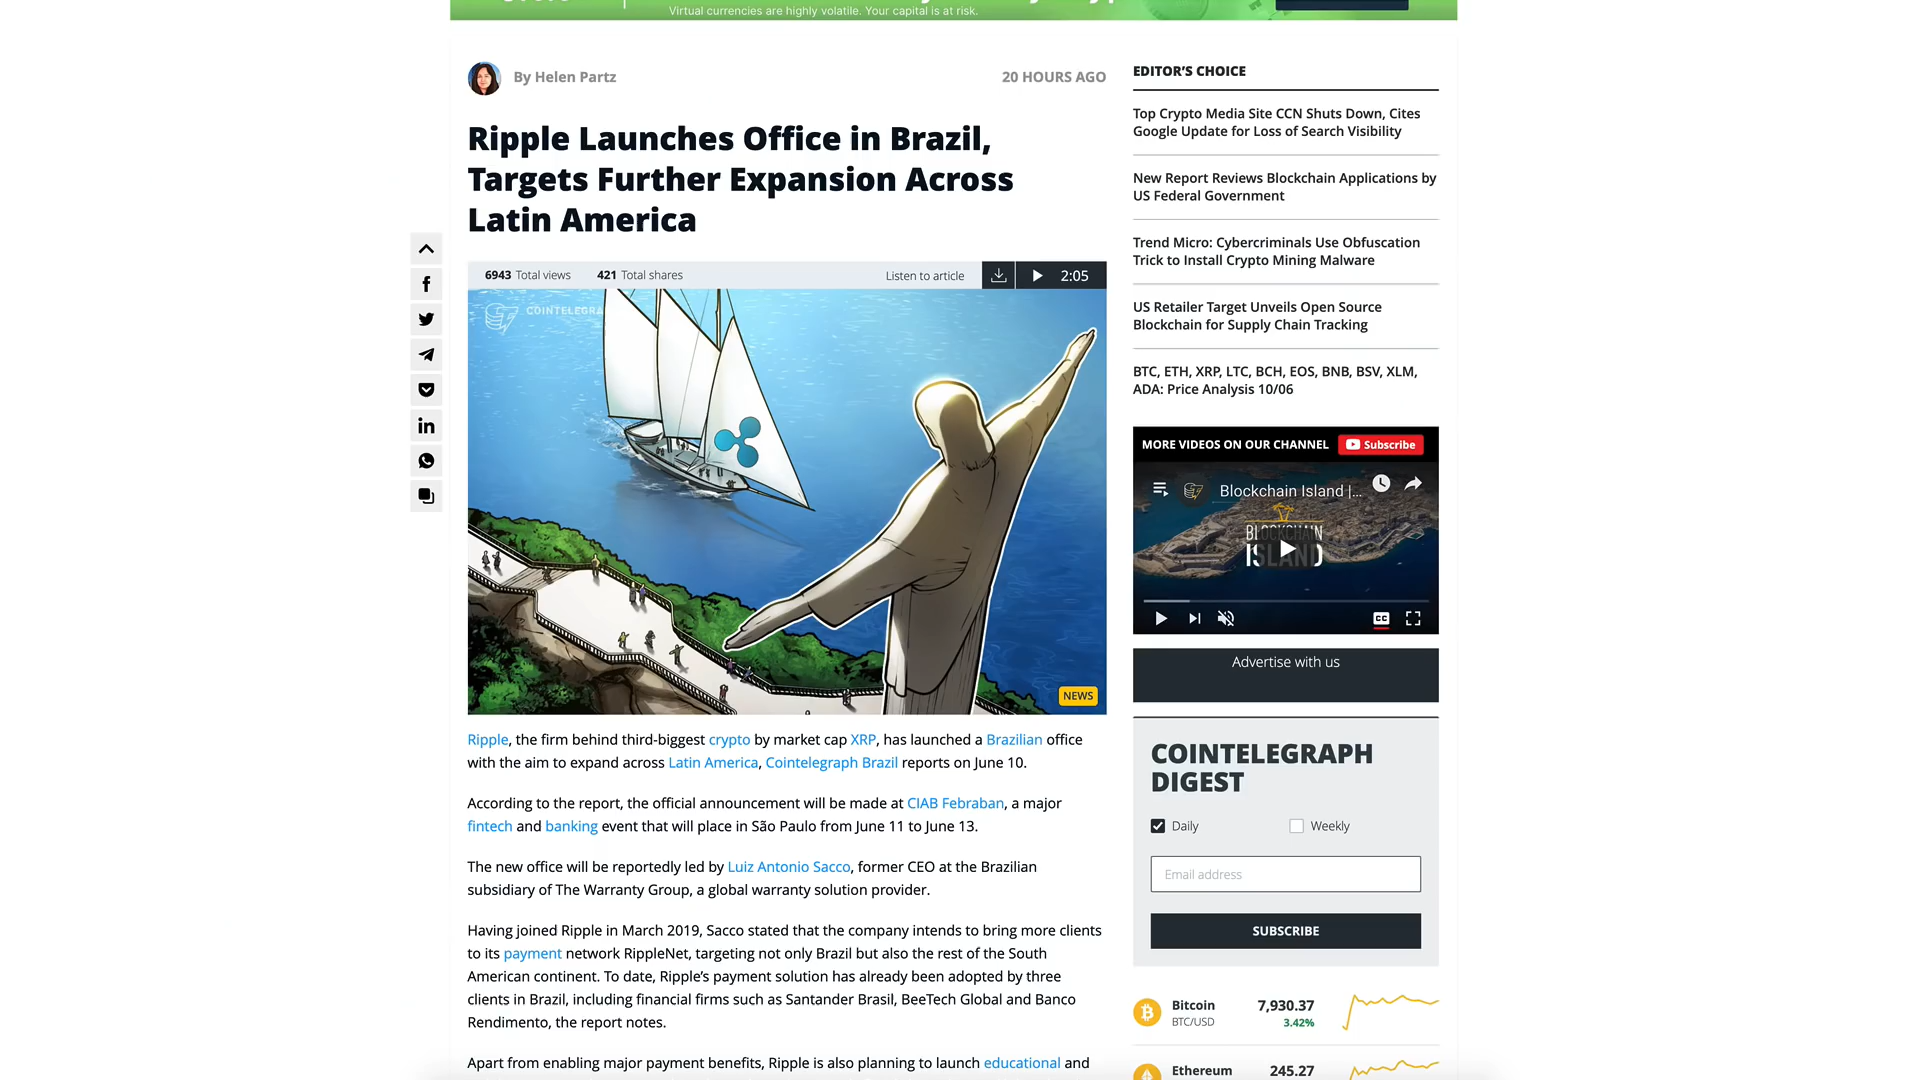 Virtual currencies are highly volatile. Your capital is at risk.
By Helen Partz
20 HOURS AGO
Ripple Launches Office in Brazil,
Targets Further Expansion Across
Latin America
6943 Total views
421 Total shares
Listen to article
2:05
COINTELEGRA
NEWS
Ripple, the firm behind third-biggest crypto by market cap XRP, has launched a Brazilian office
with the aim to expand across Latin America, Cointelegraph Brazil reports on June 10.
According to the report, the official announcement will be made at CIAB Febraban, a major
fintech and banking event that will place in São Paulo from June 11 to June 13.
The new office will be reportedly led by Luiz Antonio Sacco, former CEO at the Brazilian
subsidiary of The Warranty Group, a global warranty solution provider.
Having joined Ripple in March 2019, Sacco stated that the company intends to bring more clients
to its payment network RippleNet, targeting not only Brazil but also the rest of the South
American continent. To date, Ripple’s payment solution has already been adopted by three
clients in Brazil, including financial firms such as Santander Brasil, BeeTech Global and Banco
Rendimento, the report notes.
Apart from enabling major payment benefits, Ripple is also planning to launch educational and
EDITOR’S CHOICE
Top Crypto Media Site CCN Shuts Down, Cites
Google Update for Loss of Search Visibility
New Report Reviews Blockchain Applications by
US Federal Government
Trend Micro: Cybercriminals Use Obfuscation
Trick to Install Crypto Mining Malware
US Retailer Target Unveils Open Source
Blockchain for Supply Chain Tracking
BTC, ETH, XRP, LTC, BCH, EOS, BNB, BSV, XLM,
ADA: Price Analysis 10/06
MORE VIDEOS ON OUR CHANNEL
Subscribe
Blockchain Island |...
BLOCKCHAIN
ISLAND
CC
Advertise with us
COINTELEGRAPH
DIGEST
Daily
Weekly
Email address
SUBSCRIBE
Bitcoin 7,930.37
BTC/USD 3.42%
Ethereum 245.27